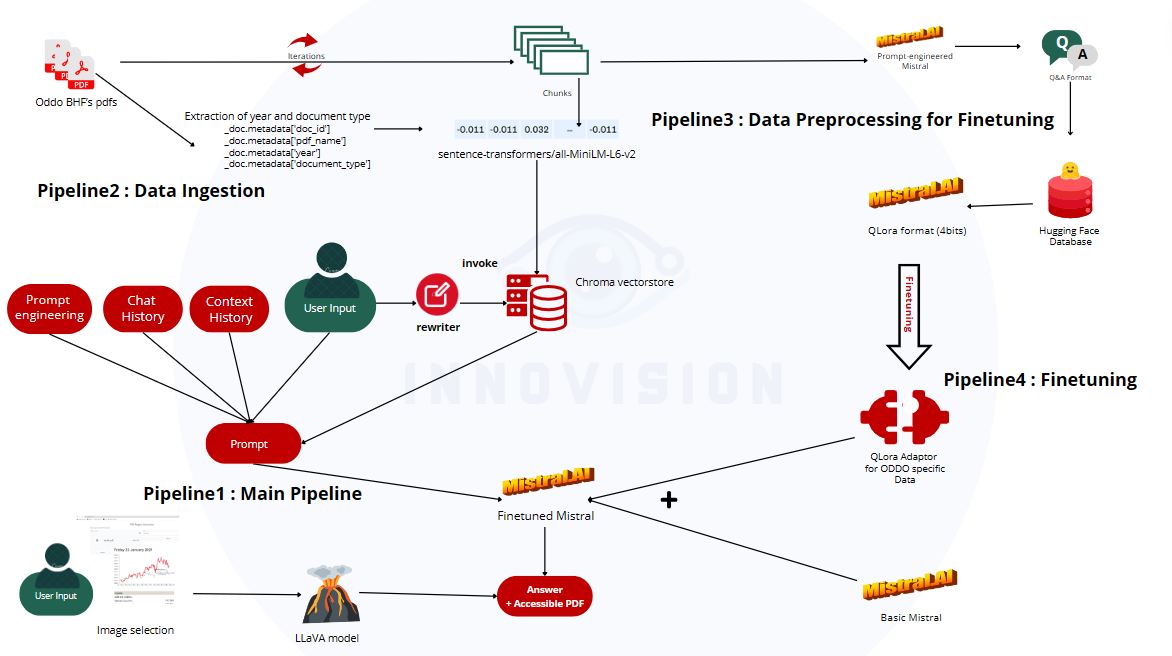 MistralAI
Iterations
Prompt-engineered
Mistral
Q
A
Q&A Format
PDF
Oddo BHF's pdfs
Chunks
Extraction of year and document type
_doc.metadata['doc_id']
_doc.metadata['pdf_name']
_doc.metadata['year']
_doc.metadata['document_type']
-0.011 -0.011 0.032 ... -0.011
sentence-transformers/all-MiniLM-L6-v2
Pipeline3 : Data Preprocessing for Finetuning
Pipeline2 : Data Ingestion
MistralAI
QLora format (4bits)
Hugging Face
Database
invoke
Chroma vectorstore
Prompt
engineering
Chat
History
Context
History
User Input
rewriter
Finetuning
INNOVISION
Pipeline4 : Finetuning
Prompt
QLora Adaptor
for ODDO specific
Data
Pipeline1 : Main Pipeline
MistralAI
Finetuned Mistral
+
Friday 22 January 2021
User Input
Image selection
LLaVA model
Answer
+ Accessible PDF
MistralAI
Basic Mistral